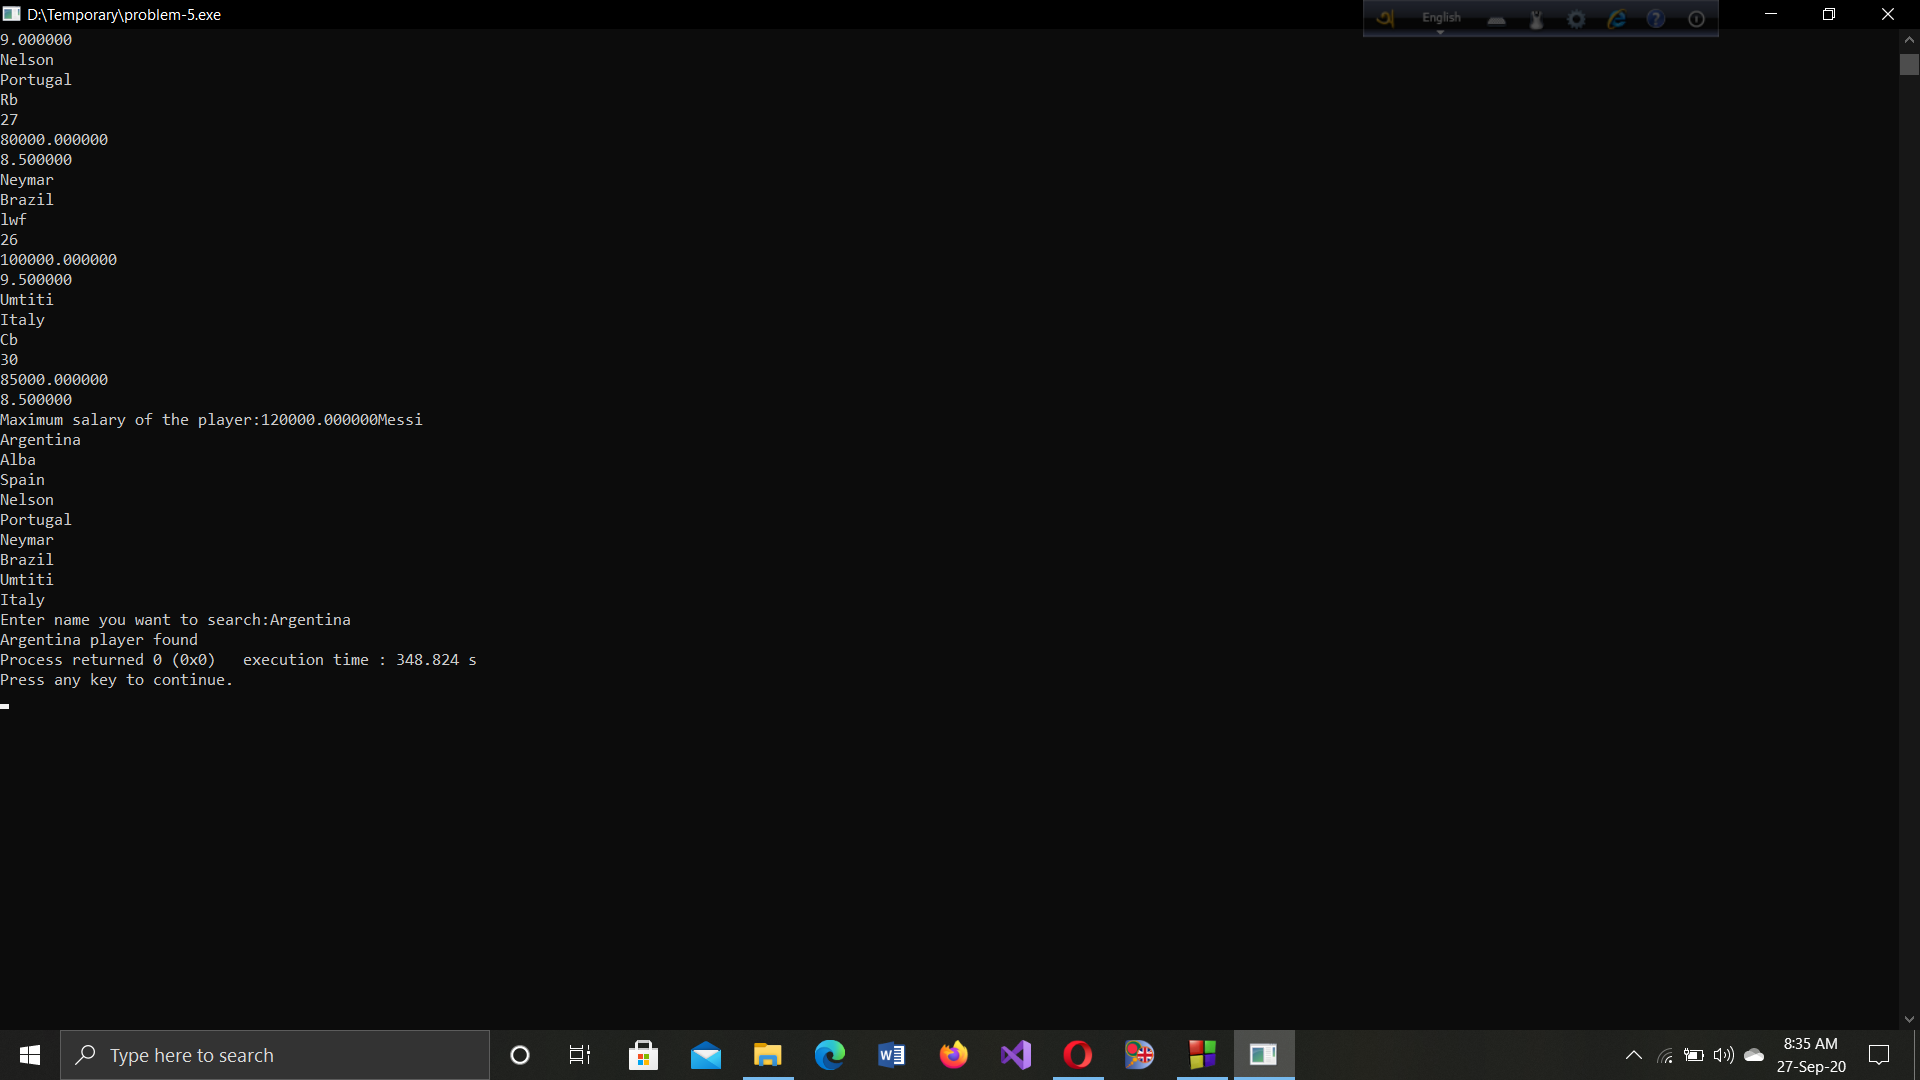 D:\Temporary\problem-5.exe
English
9.000000
Nelson
Portugal
Rb
27
80000.000000
8.500000
Neymar
Brazil
lwf
26
100000.000000
9.500000
Umtiti
Italy
Cb
30
85000.000000
8.500000
Maximum salary of the player:120000.000000Messi
Argentina
Alba
Spain
Nelson
Portugal
Neymar
Brazil
Umtiti
Italy
Enter name you want to search:Argentina
Argentina player found
Process returned 0 (0x0)   execution time : 348.824 s
Press any key to continue.
Type here to search
8:35 AM
27-Sep-20